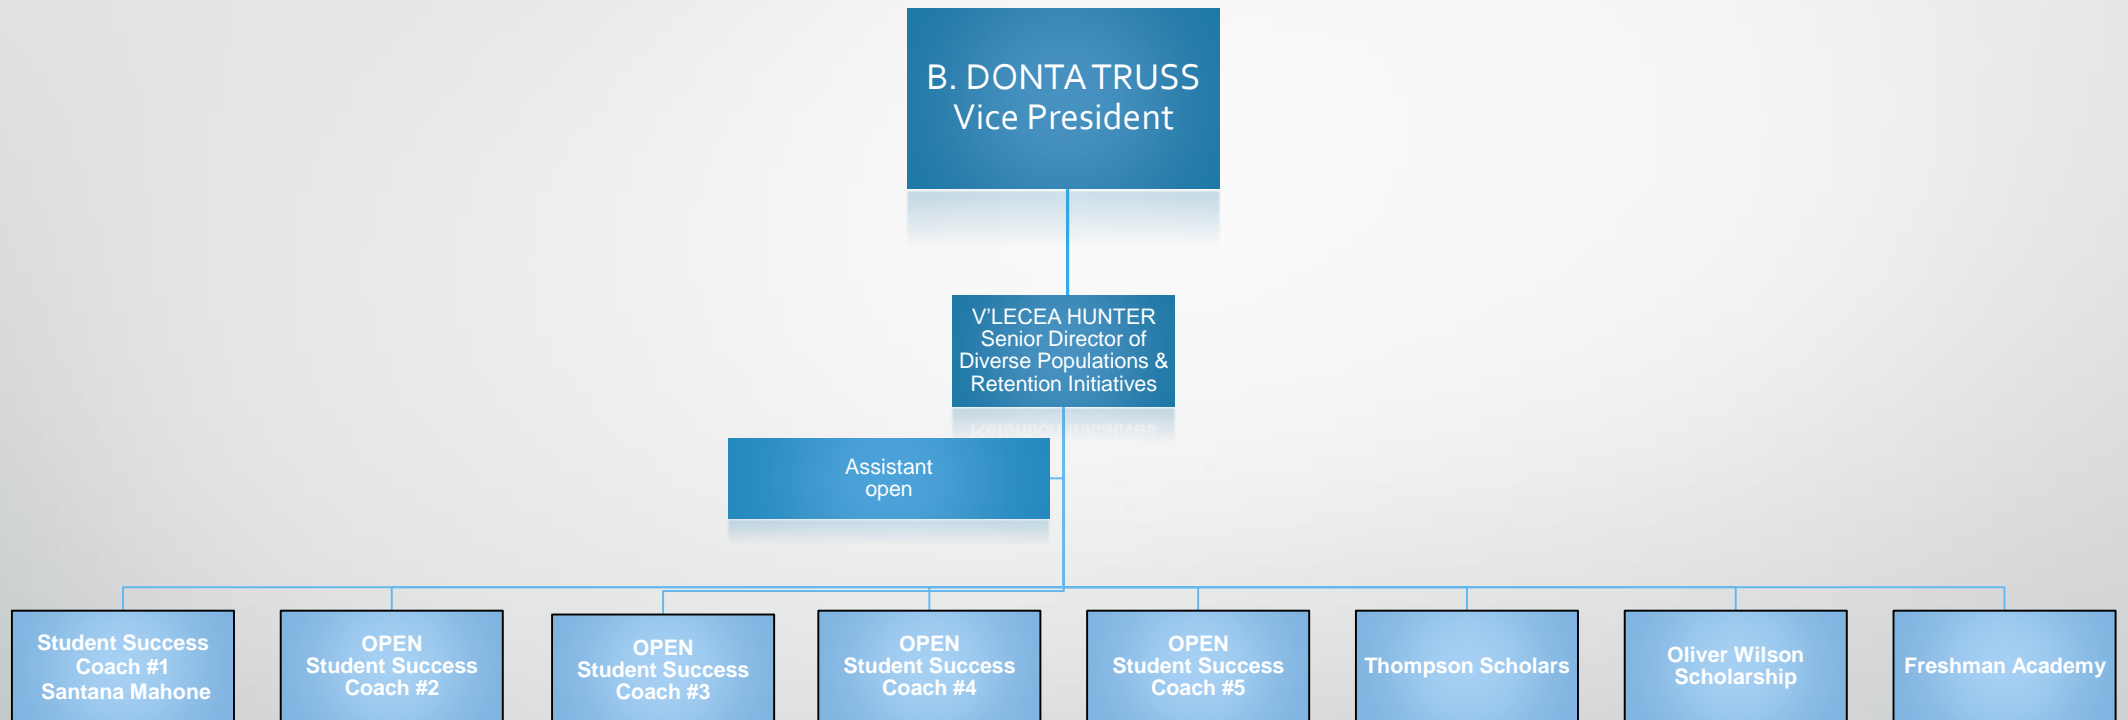 B. DONTA TRUSS
Vice President
V’LECEA HUNTER
Senior Director of
Diverse Populations &
Retention Initiatives
Assistant
open
Student Success
Coach #1
Santana Mahone
OPEN
Student Success
Coach #2
OPEN
Student Success
Coach #3
OPEN
Student Success
Coach #4
OPEN
Student Success
Coach #5
Thompson Scholars
Oliver Wilson
Scholarship
Freshman Academy